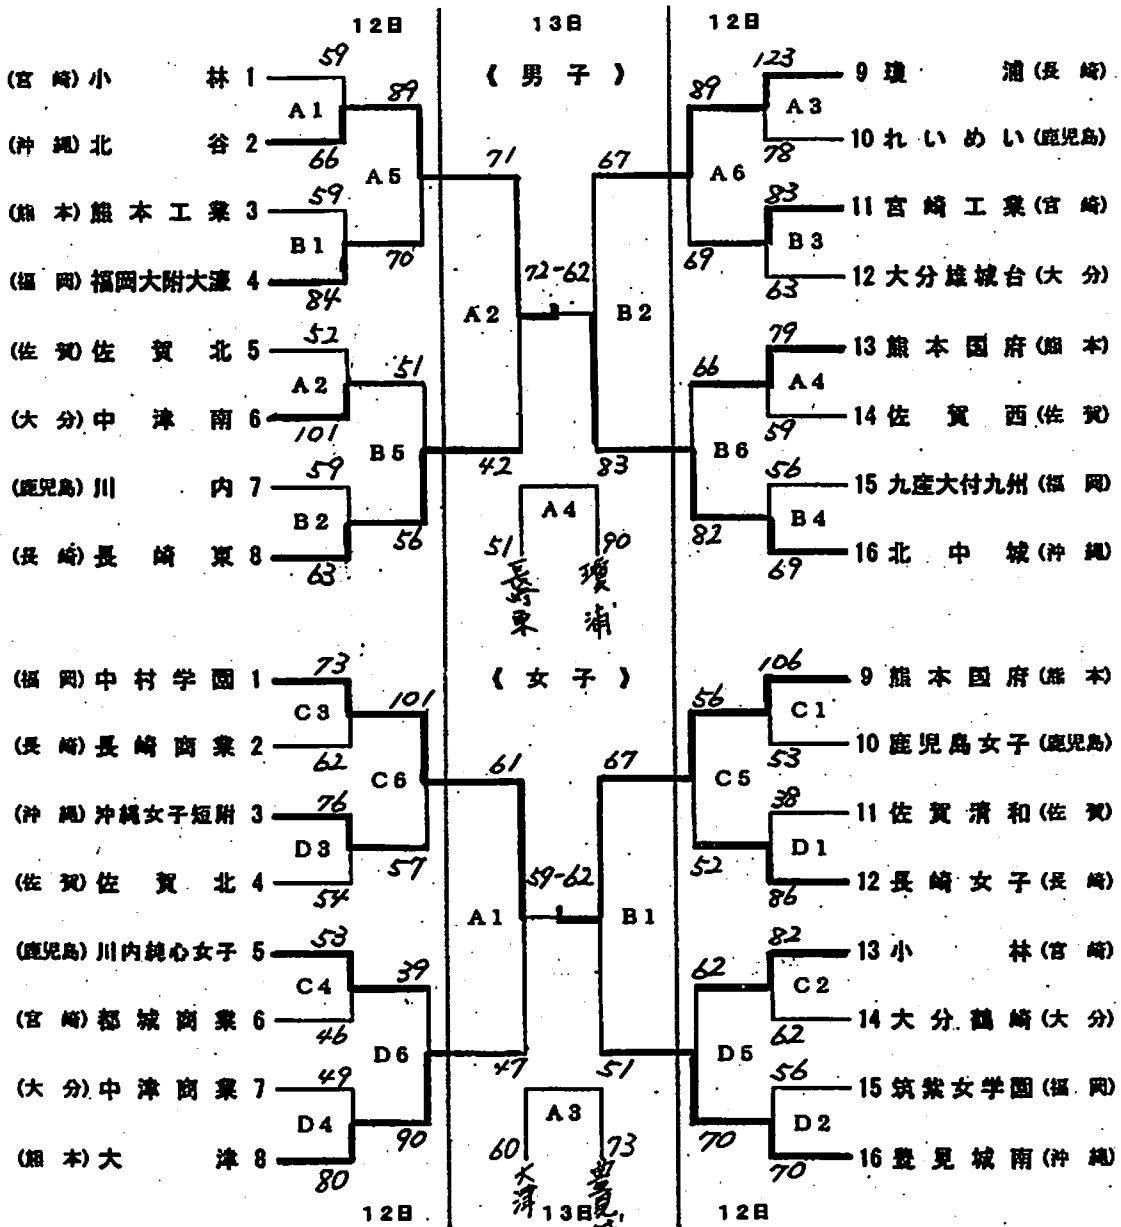 12日 13日 12日
《 男 子 》
59 123
(宮 崎) 小 林 1 9 瓊 浦 (長 崎)
A1 89 89 A3
(沖 縄) 北 谷 2 10 れ い め い (鹿児島)
66 A5 71 67 A6 78
59 83
(熊 本) 熊 本 工 業 3 11 宮 崎 工 業 (宮 崎)
B1 70 69 B3
(福 岡) 福岡大附大濠 4 12 大 分 雄 城 台 (大 分)
84 72-62 63
A2 B2
52 79
(佐 賀) 佐 賀 北 5 13 熊 本 国 府 (熊 本)
A2 51 66 A4
(大 分) 中 津 南 6 14 佐 賀 西 (佐 賀)
101 B5 42 83 B6 59
59 56
(鹿児島) 川 内 7 15 九産大付九州 (福 岡)
B2 56 A4 82 B4
51 90
(長 崎) 長 崎 東 8 16 北 中 城 (沖 縄)
63 69
長崎東 瓊浦
《 女 子 》
73 106
(福 岡) 中 村 学 園 1 9 熊 本 国 府 (熊 本)
C3 101 56 C1
(長 崎) 長 崎 商 業 2 10 鹿 児 島 女 子 (鹿児島)
62 C6 61 67 C5 53
76 38
(沖 縄) 沖縄女子短附 3 11 佐 賀 清 和 (佐 賀)
D3 57 52 D1
(佐 賀) 佐 賀 北 4 12 長 崎 女 子 (長 崎)
54 59-62 86
A1 B1
53 82
(鹿児島) 川内純心女子 5 13 小 林 (宮 崎)
C4 39 62 C2
(宮 崎) 都 城 商 業 6 14 大 分 鶴 崎 (大 分)
46 D6 47 51 D5 62
49 56
(大 分) 中 津 商 業 7 15 筑紫女学園 (福 岡)
D4 90 A3 70 D2
60 73
(熊 本) 大 津 8 16 豊 見 城 南 (沖 縄)
80 70
大津
12日 13日 12日